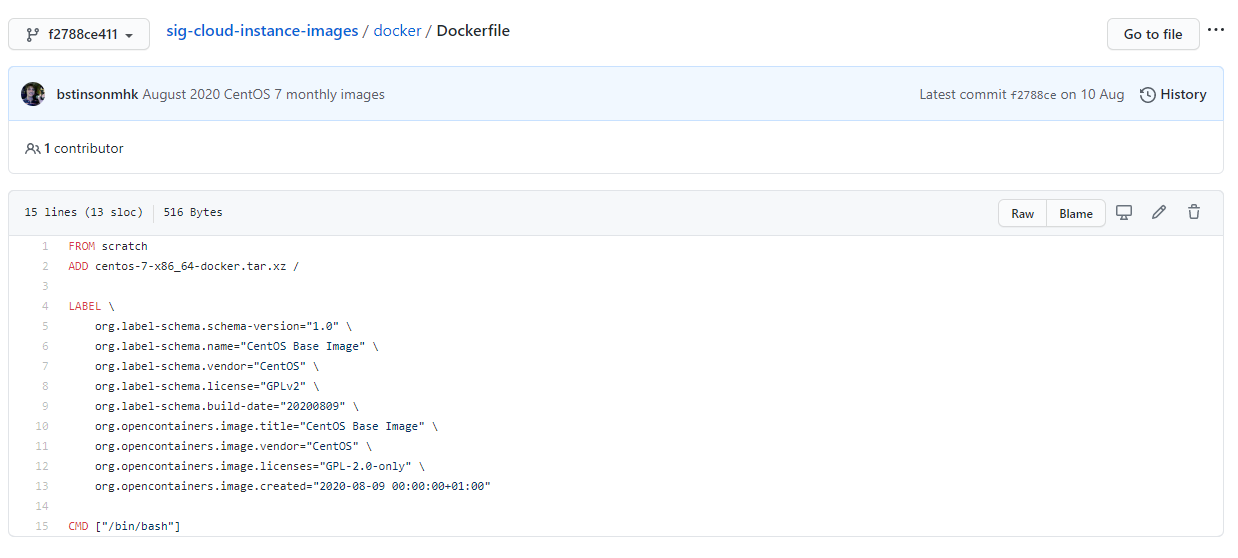 f2788ce411
sig-cloud-instance-images / docker / Dockerfile
Go to file
bstinsonmhk August 2020 CentOS 7 monthly images
Latest commit f2788ce on 10 Aug
History
1 contributor
15 lines (13 sloc) 516 Bytes
Raw
Blame
1 FROM scratch
2 ADD centos-7-x86_64-docker.tar.xz /
3
4 LABEL \
5 org.label-schema.schema-version="1.0" \
6 org.label-schema.name="CentOS Base Image" \
7 org.label-schema.vendor="CentOS" \
8 org.label-schema.license="GPLv2" \
9 org.label-schema.build-date="20200809" \
10 org.opencontainers.image.title="CentOS Base Image" \
11 org.opencontainers.image.vendor="CentOS" \
12 org.opencontainers.image.licenses="GPL-2.0-only" \
13 org.opencontainers.image.created="2020-08-09 00:00:00+01:00"
14
15 CMD ["/bin/bash"]